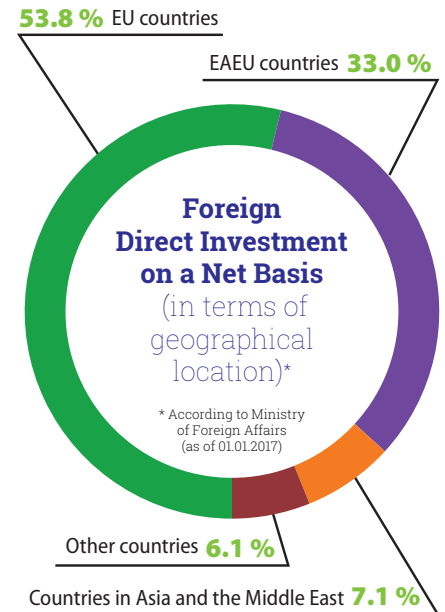 53.8 % EU countries
EAEU countries 33.0 %
Foreign
Direct Investment
on a Net Basis
(in terms of
geographical
location)*
* According to Ministry
of Foreign Affairs
(as of 01.01.2017)
Other countries 6.1 %
Countries in Asia and the Middle East 7.1 %